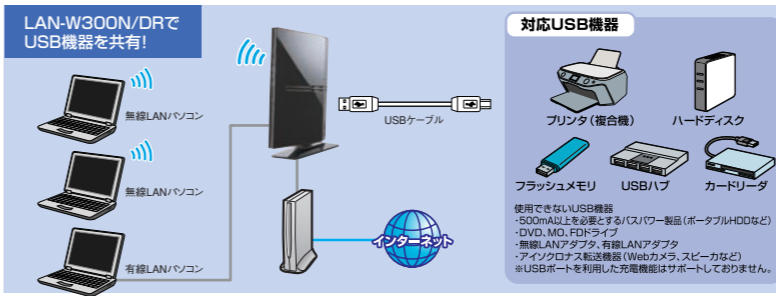 LAN-W300N/DRで
USB機器を共有!
無線LANパソコン
無線LANパソコン
有線LANパソコン
USBケーブル
インターネット
対応USB機器
プリンタ（複合機）
ハードディスク
フラッシュメモリ
USBハブ
カードリーダ
使用できないUSB機器
・500mA以上を必要とするバスパワー製品（ポータブルHDDなど）
・DVD、MO、FDドライブ
・無線LANアダプタ、有線LANアダプタ
・アイソクロナス転送機器（Webカメラ、スピーカなど）
※USBポートを利用した充電機能はサポートしておりません。